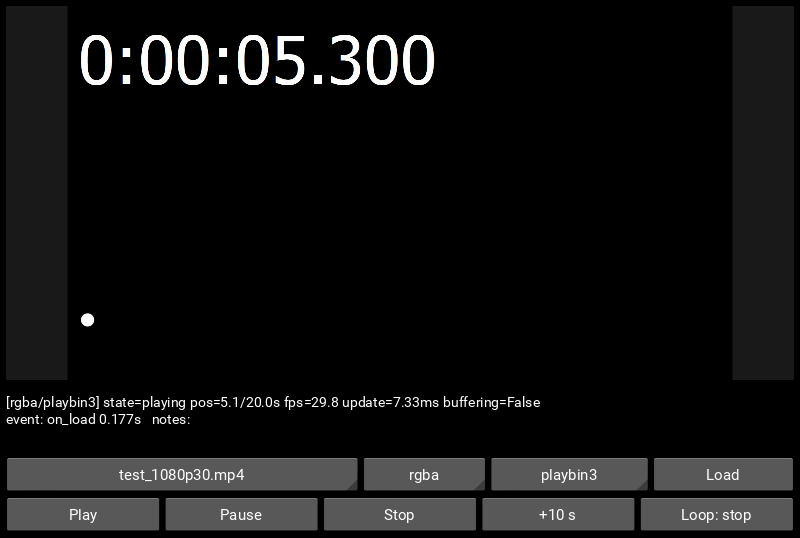 0:00:05.300
[rgba/playbin3] state=playing pos=5.1/20.0s fps=29.8 update=7.33ms buffering=False
event: on_load 0.177s   notes:
test_1080p30.mp4 rgba playbin3 Load
Play Pause Stop +10 s Loop: stop